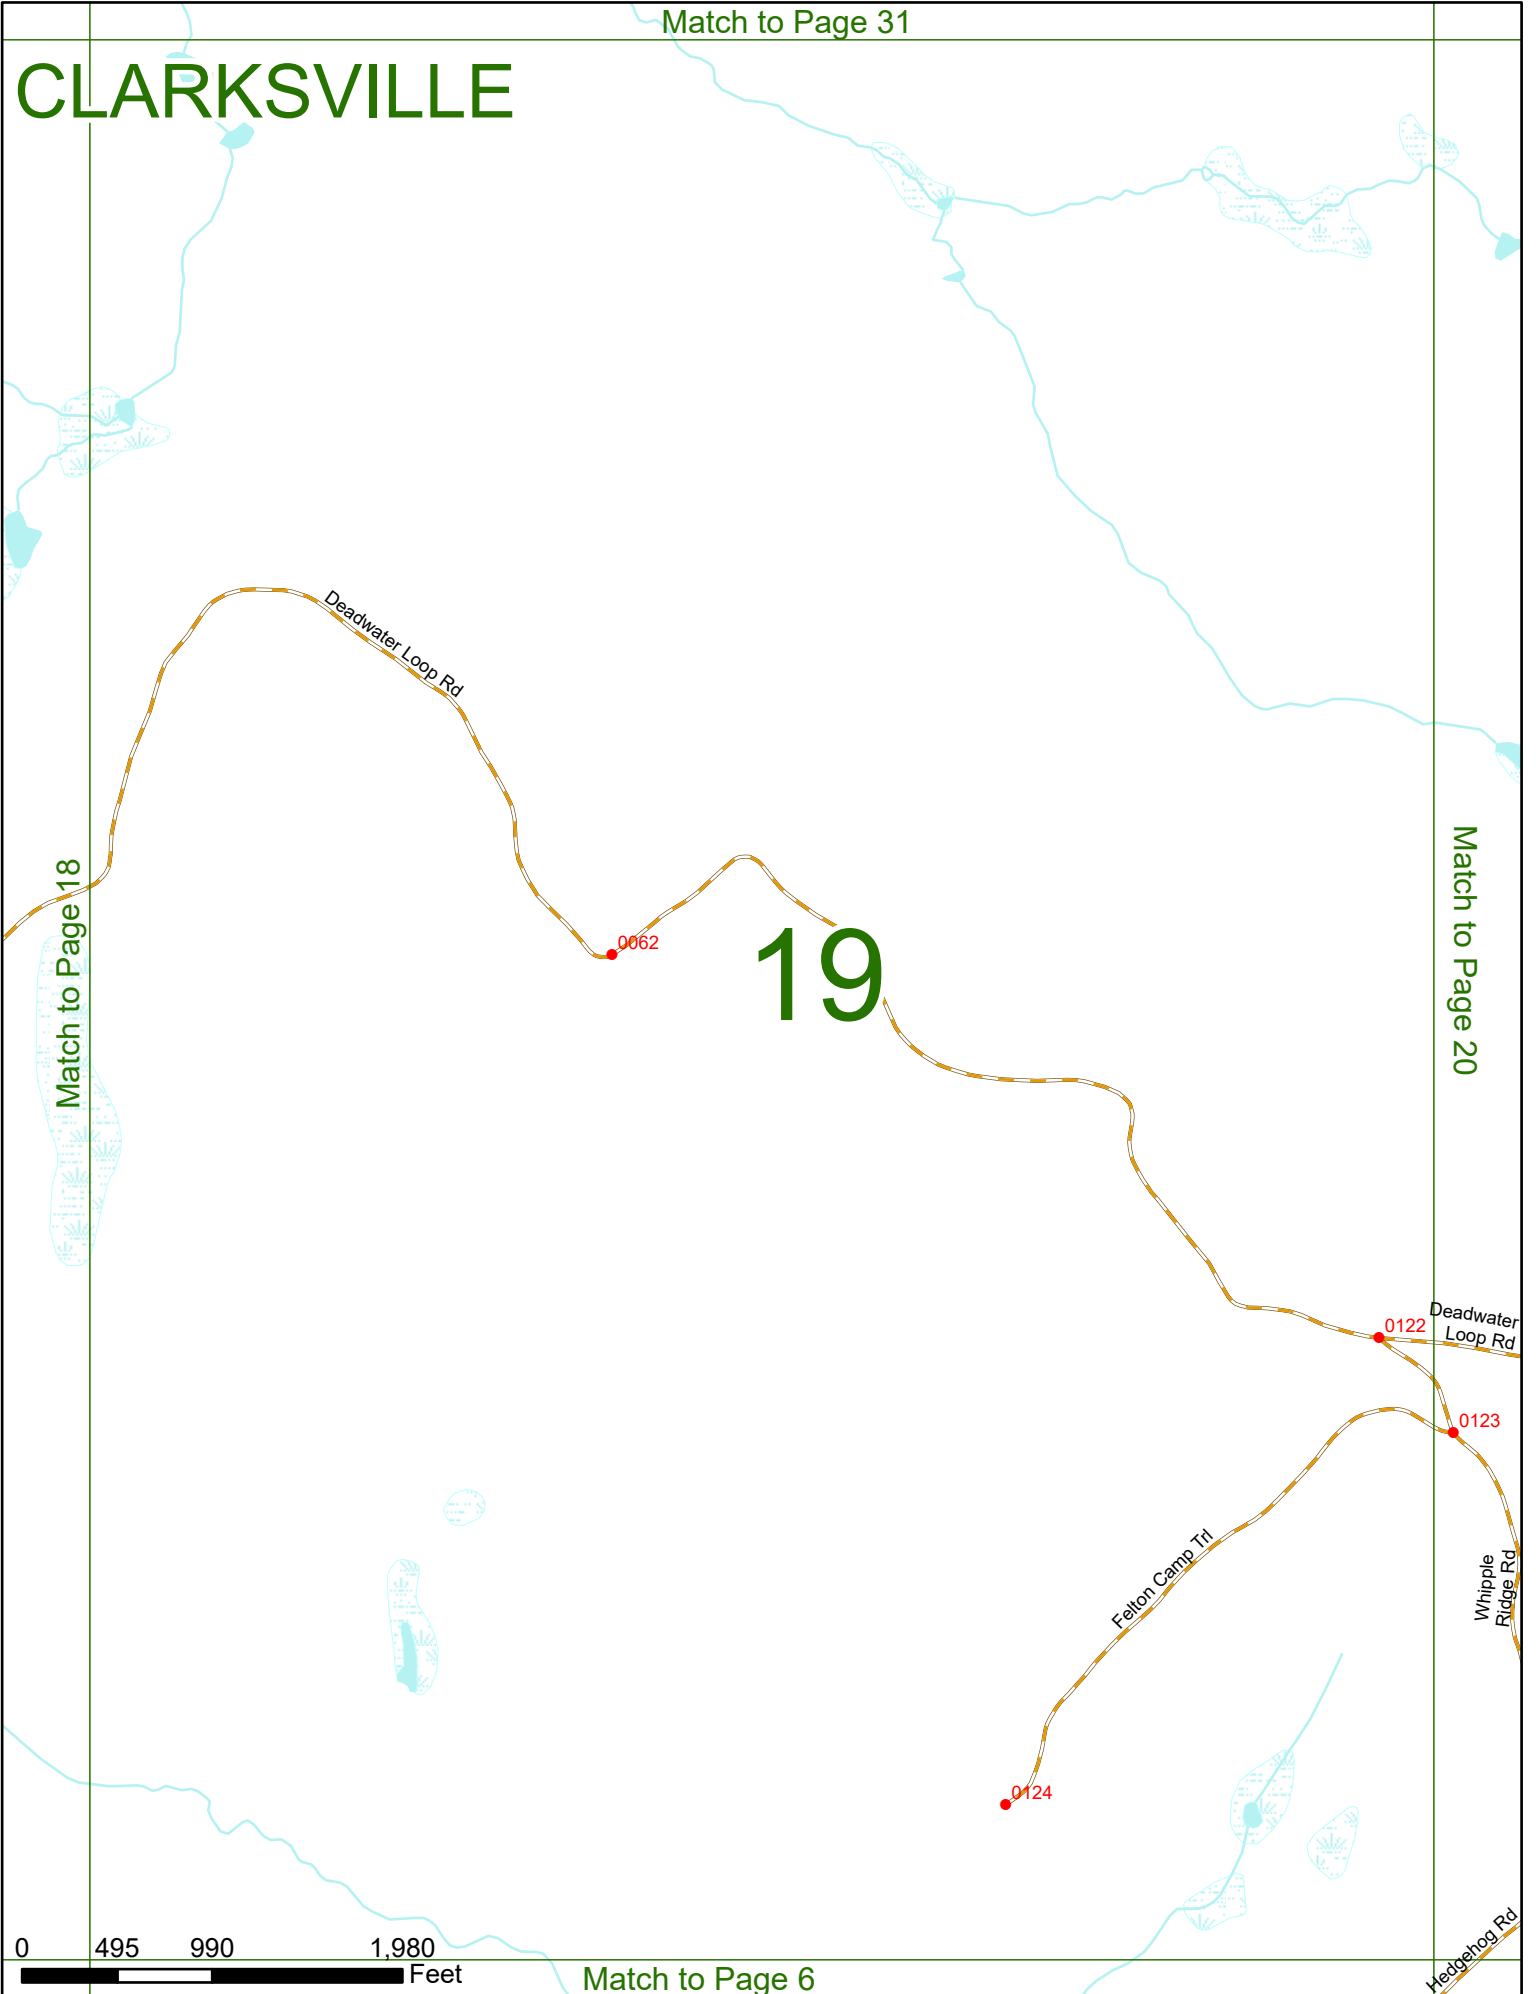 Match to Page 31
CLARKSVILLE
Deadwater Loop Rd
Match to Page 18
Match to Page 20
0062
19
Deadwater
Loop Rd
0122
0123
Felton Camp Trl
Whipple
Ridge Rd
0124
Hedgehog Rd
0 495 990 1,980
Feet
Match to Page 6